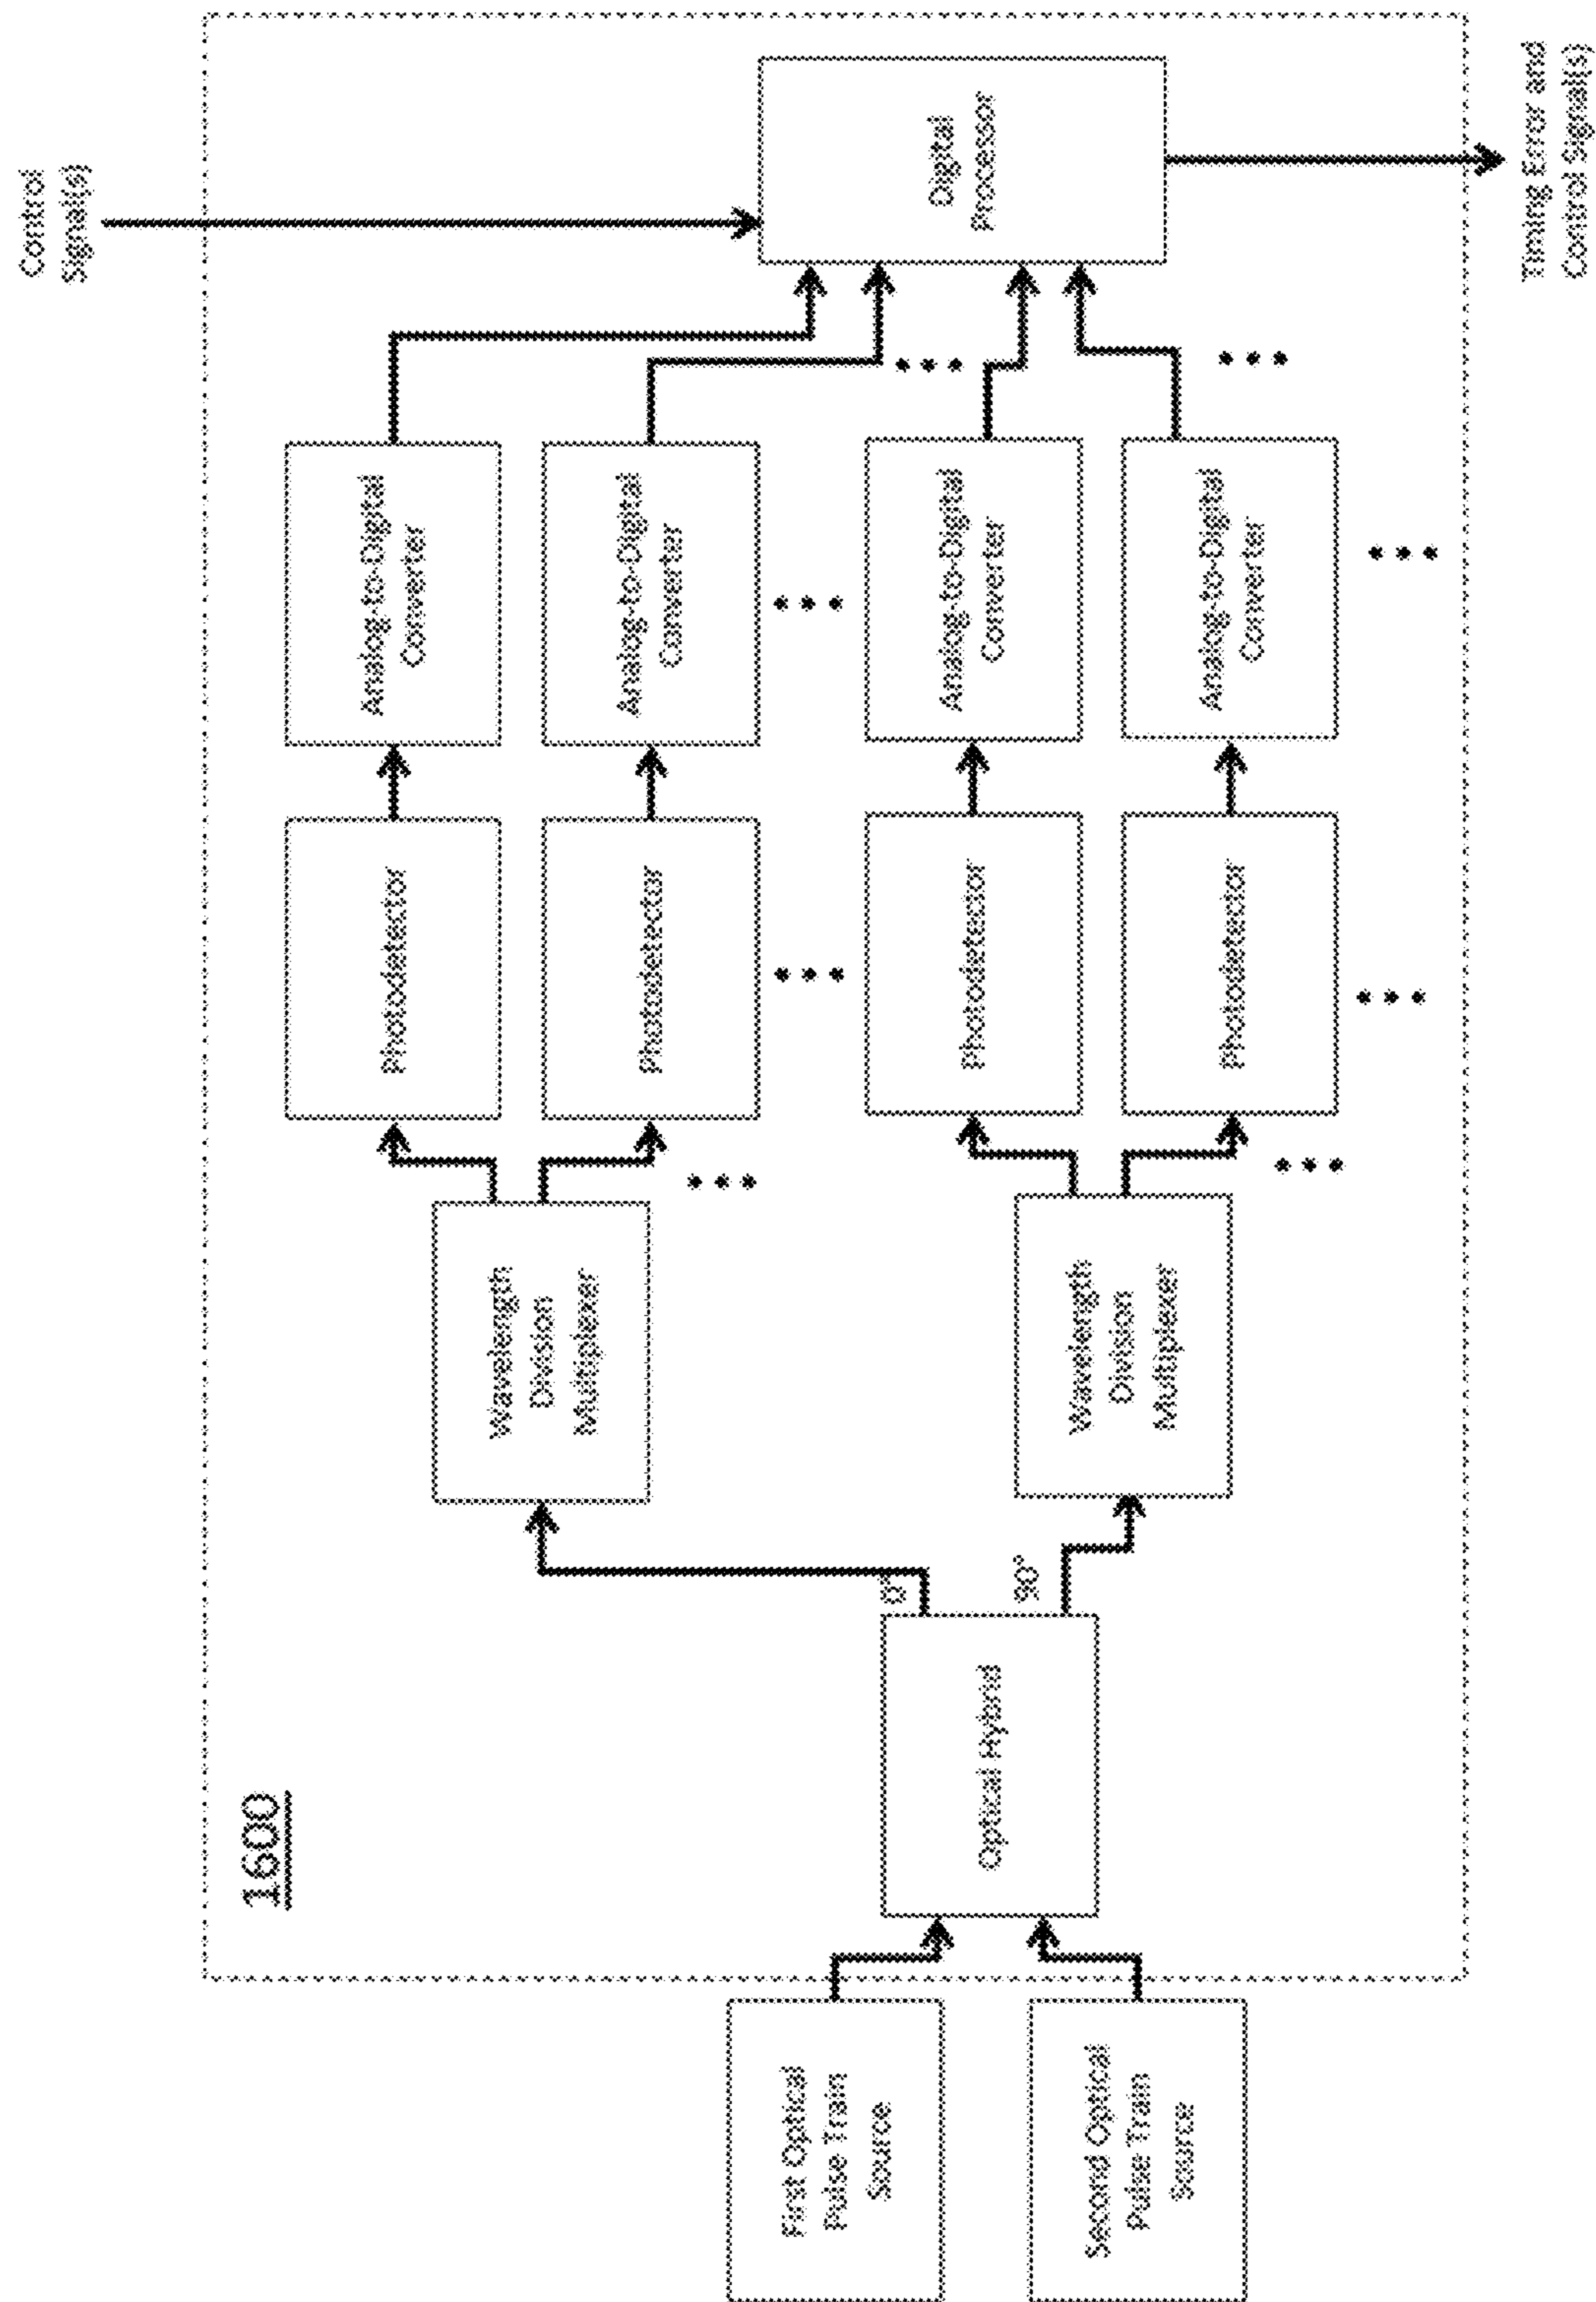 1600
Control
Signal(s)
First Optical
Pulse Train
Source
Second Optical
Pulse Train
Source
Optical Hybrid
0°
90°
Wavelength
Division
Multiplexer
Wavelength
Division
Multiplexer
Photodetector
Photodetector
Photodetector
Photodetector
Analog-to-Digital
Converter
Analog-to-Digital
Converter
Analog-to-Digital
Converter
Analog-to-Digital
Converter
Digital
Processor
Timing Error and
Control Signal(s)